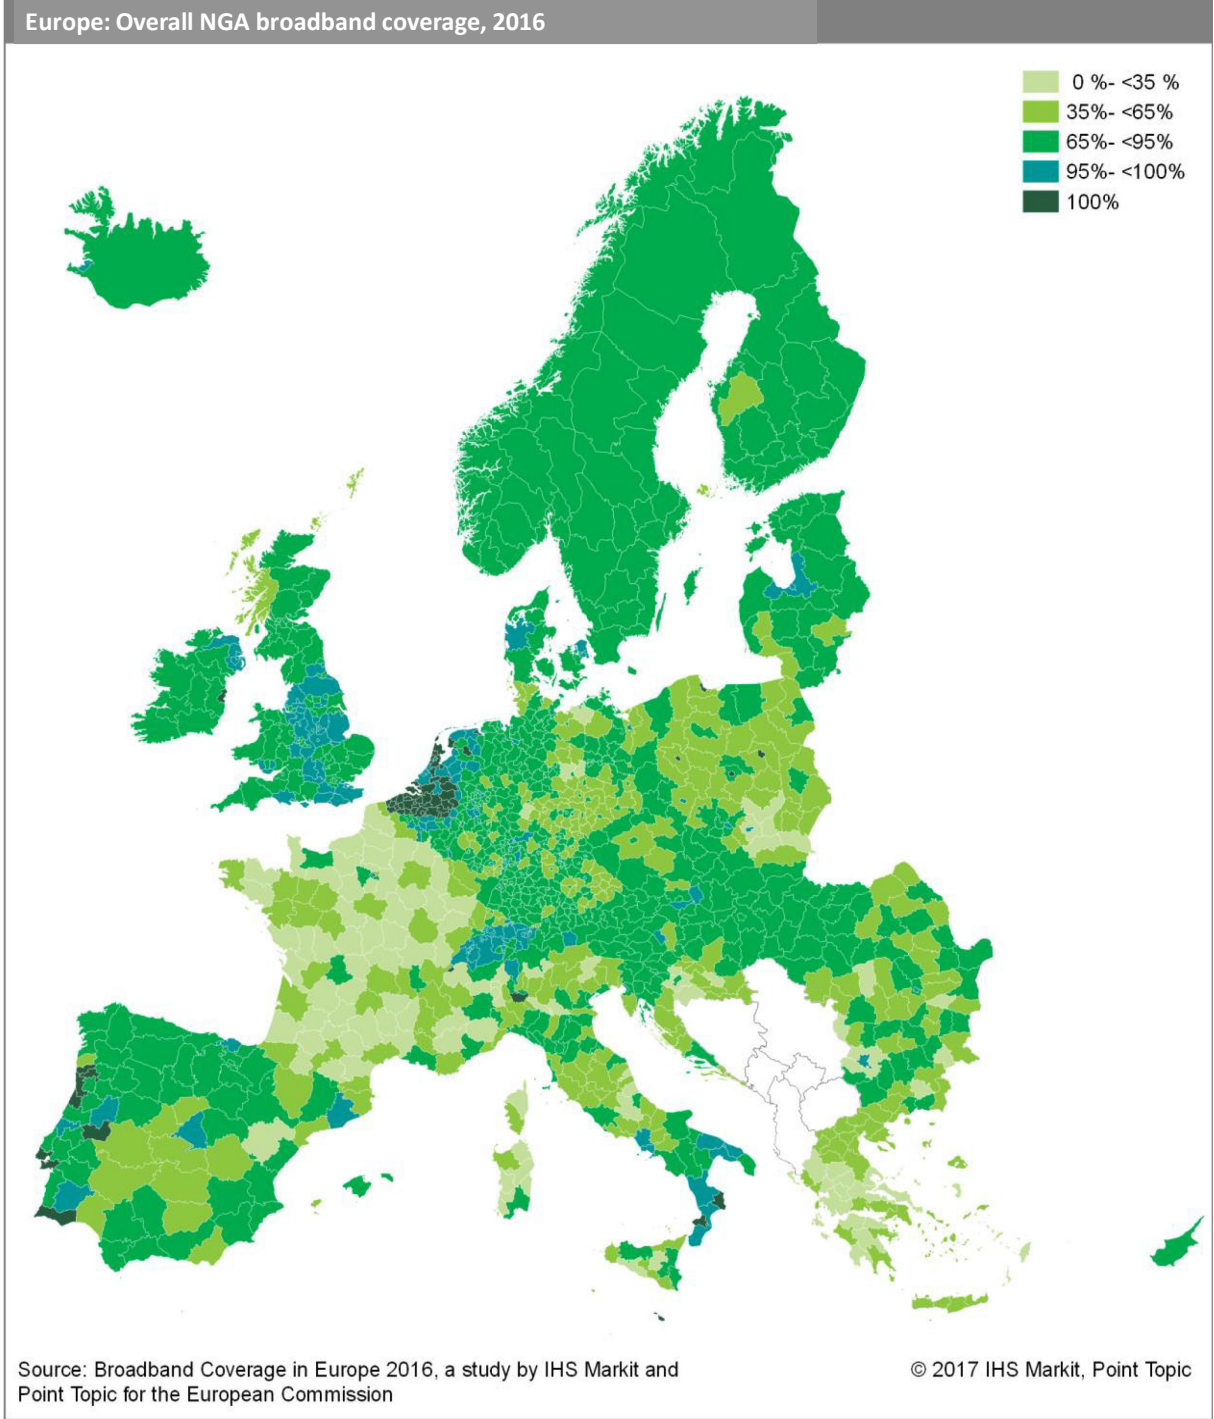 Europe: Overall NGA broadband coverage, 2016
0 %- <35 %
35%- <65%
65%- <95%
95%- <100%
100%
Source: Broadband Coverage in Europe 2016, a study by IHS Markit and
Point Topic for the European Commission
© 2017 IHS Markit, Point Topic